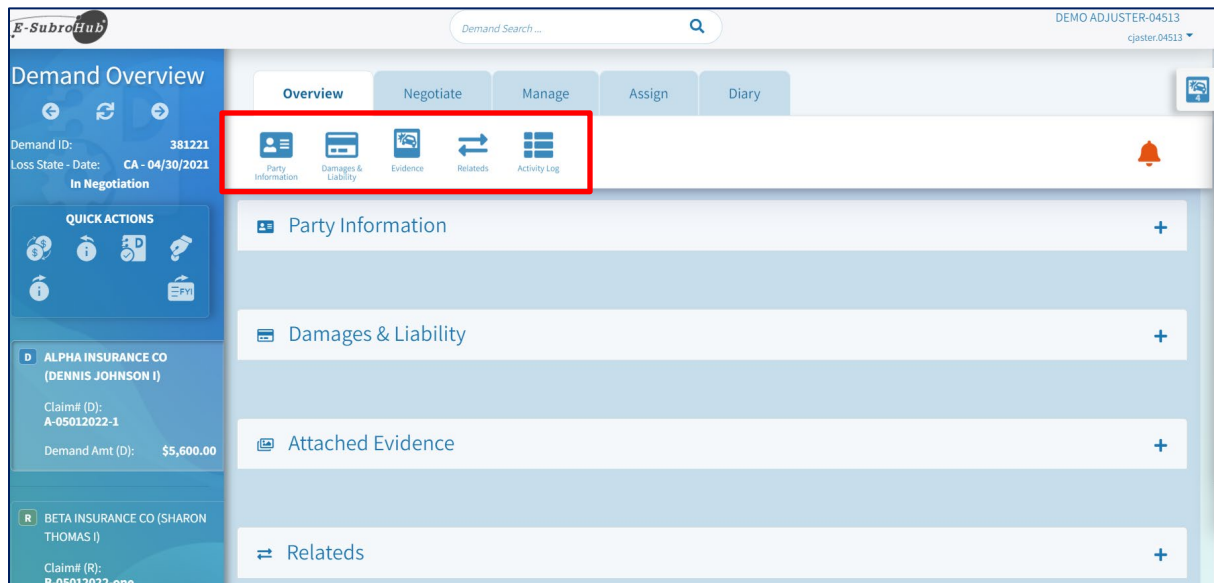 E-SubroHub
Demand Search ...
DEMO ADJUSTER-04513
cjaster.04513
Demand Overview
Demand ID: 381221
Loss State - Date: CA - 04/30/2021
In Negotiation
QUICK ACTIONS
FYI
D ALPHA INSURANCE CO
(DENNIS JOHNSON I)
Claim# (D):
A-05012022-1
Demand Amt (D): $5,600.00
R BETA INSURANCE CO (SHARON
THOMAS I)
Claim# (R):
B-05012022-one
Overview Negotiate Manage Assign Diary
4
Party
Information
Damages &
Liability
Evidence
Relateds
Activity Log
Party Information
Damages & Liability
Attached Evidence
Relateds